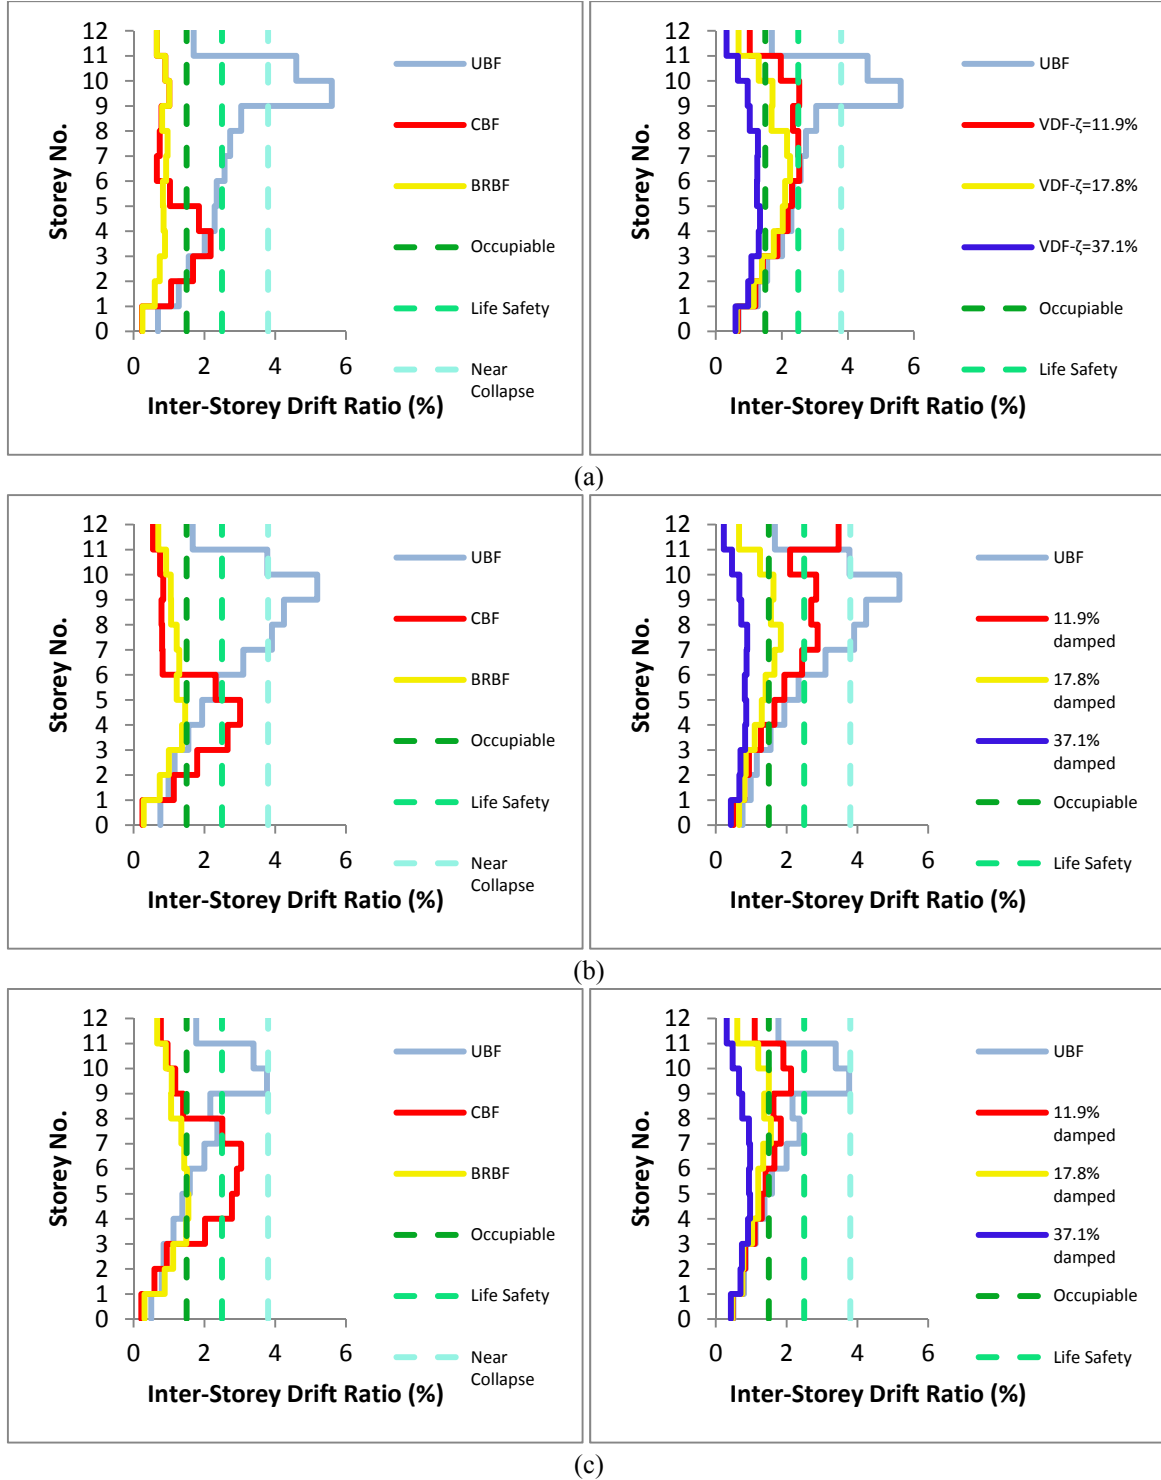 12
11
10
9
8
7
6
5
4
3
2
1
0
Storey No.
0 2 4 6
Inter-Storey Drift Ratio (%)
UBF
CBF
BRBF
Occupiable
Life Safety
Near
Collapse
12
11
10
9
8
7
6
5
4
3
2
1
0
Storey No.
0 2 4 6
Inter-Storey Drift Ratio (%)
UBF
VDF-ζ=11.9%
VDF-ζ=17.8%
VDF-ζ=37.1%
Occupiable
Life Safety
(a)
12
11
10
9
8
7
6
5
4
3
2
1
0
Storey No.
0 2 4 6
Inter-Storey Drift Ratio (%)
UBF
CBF
BRBF
Occupiable
Life Safety
Near
Collapse
12
11
10
9
8
7
6
5
4
3
2
1
0
Storey No.
0 2 4 6
Inter-Storey Drift Ratio (%)
UBF
11.9%
damped
17.8%
damped
37.1%
damped
Occupiable
Life Safety
(b)
12
11
10
9
8
7
6
5
4
3
2
1
0
Storey No.
0 2 4 6
Inter-Storey Drift Ratio (%)
UBF
CBF
BRBF
Occupiable
Life Safety
Near
Collapse
12
11
10
9
8
7
6
5
4
3
2
1
0
Storey No.
0 2 4 6
Inter-Storey Drift Ratio (%)
UBF
11.9%
damped
17.8%
damped
37.1%
damped
Occupiable
Life Safety
(c)